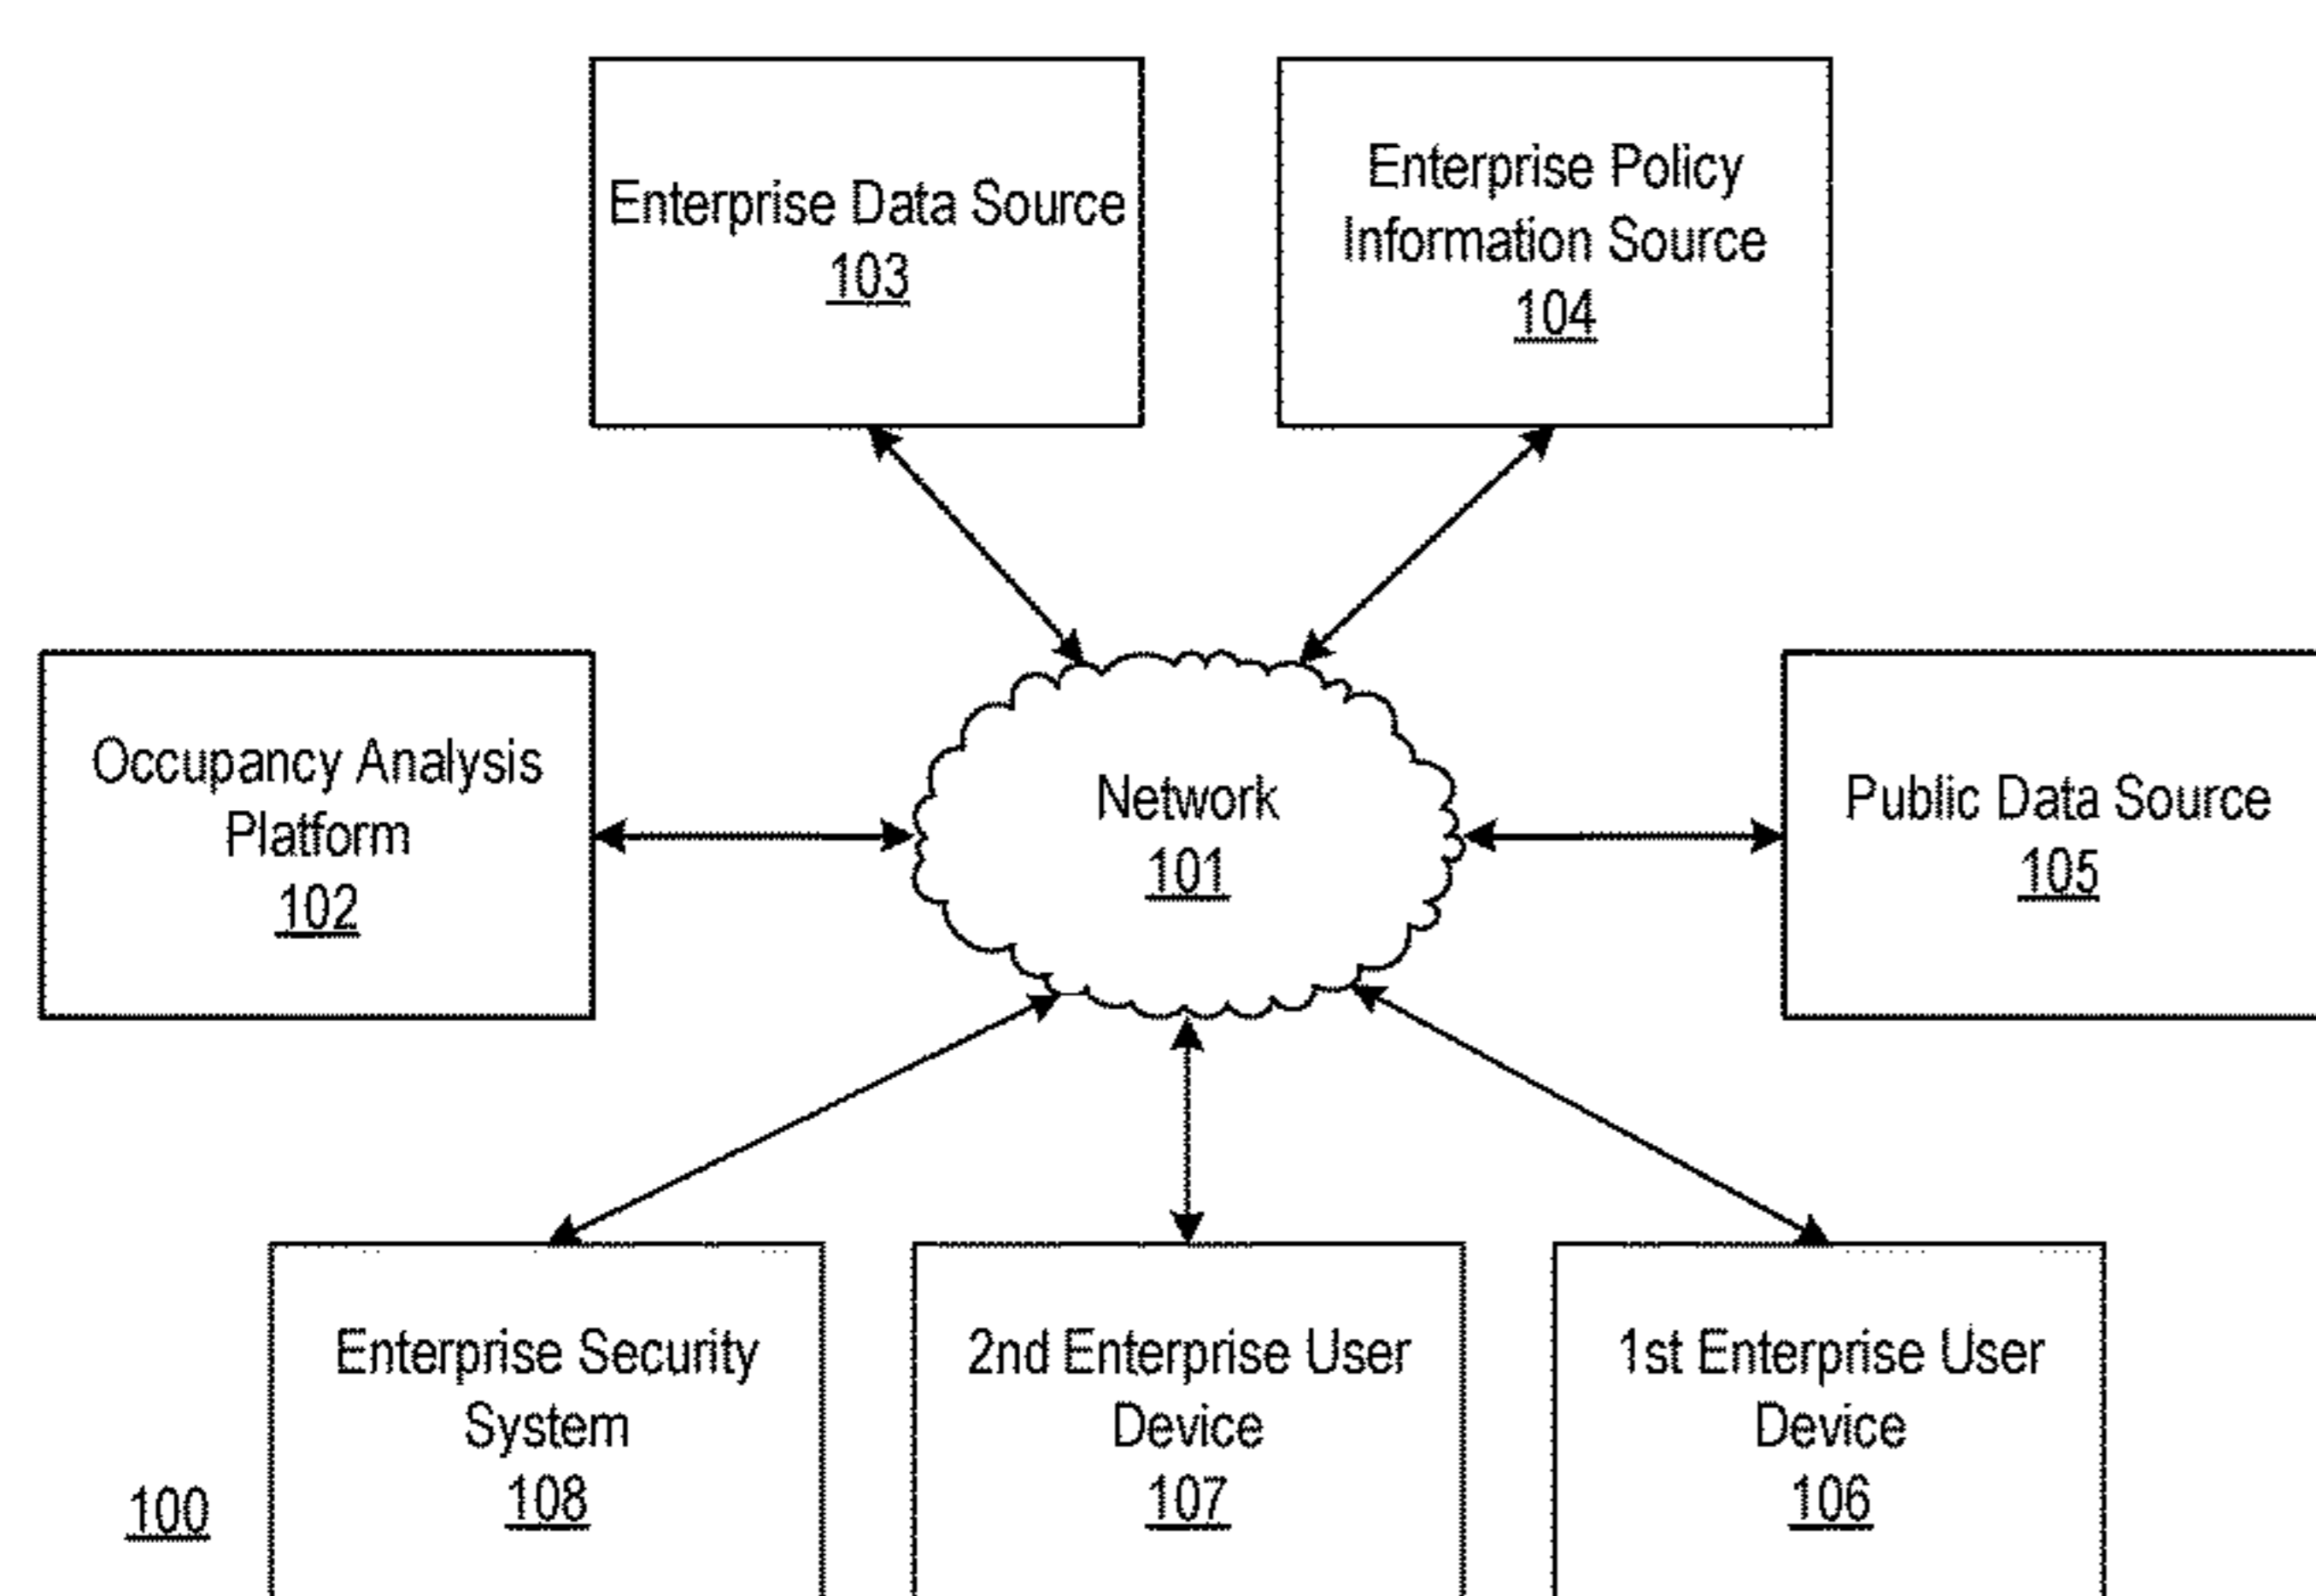 Enterprise Data Source
103
Enterprise Policy
Information Source
104
Occupancy Analysis
Platform
102
Network
101
Public Data Source
105
Enterprise Security
System
108
2nd Enterprise User
Device
107
1st Enterprise User
Device
106
100